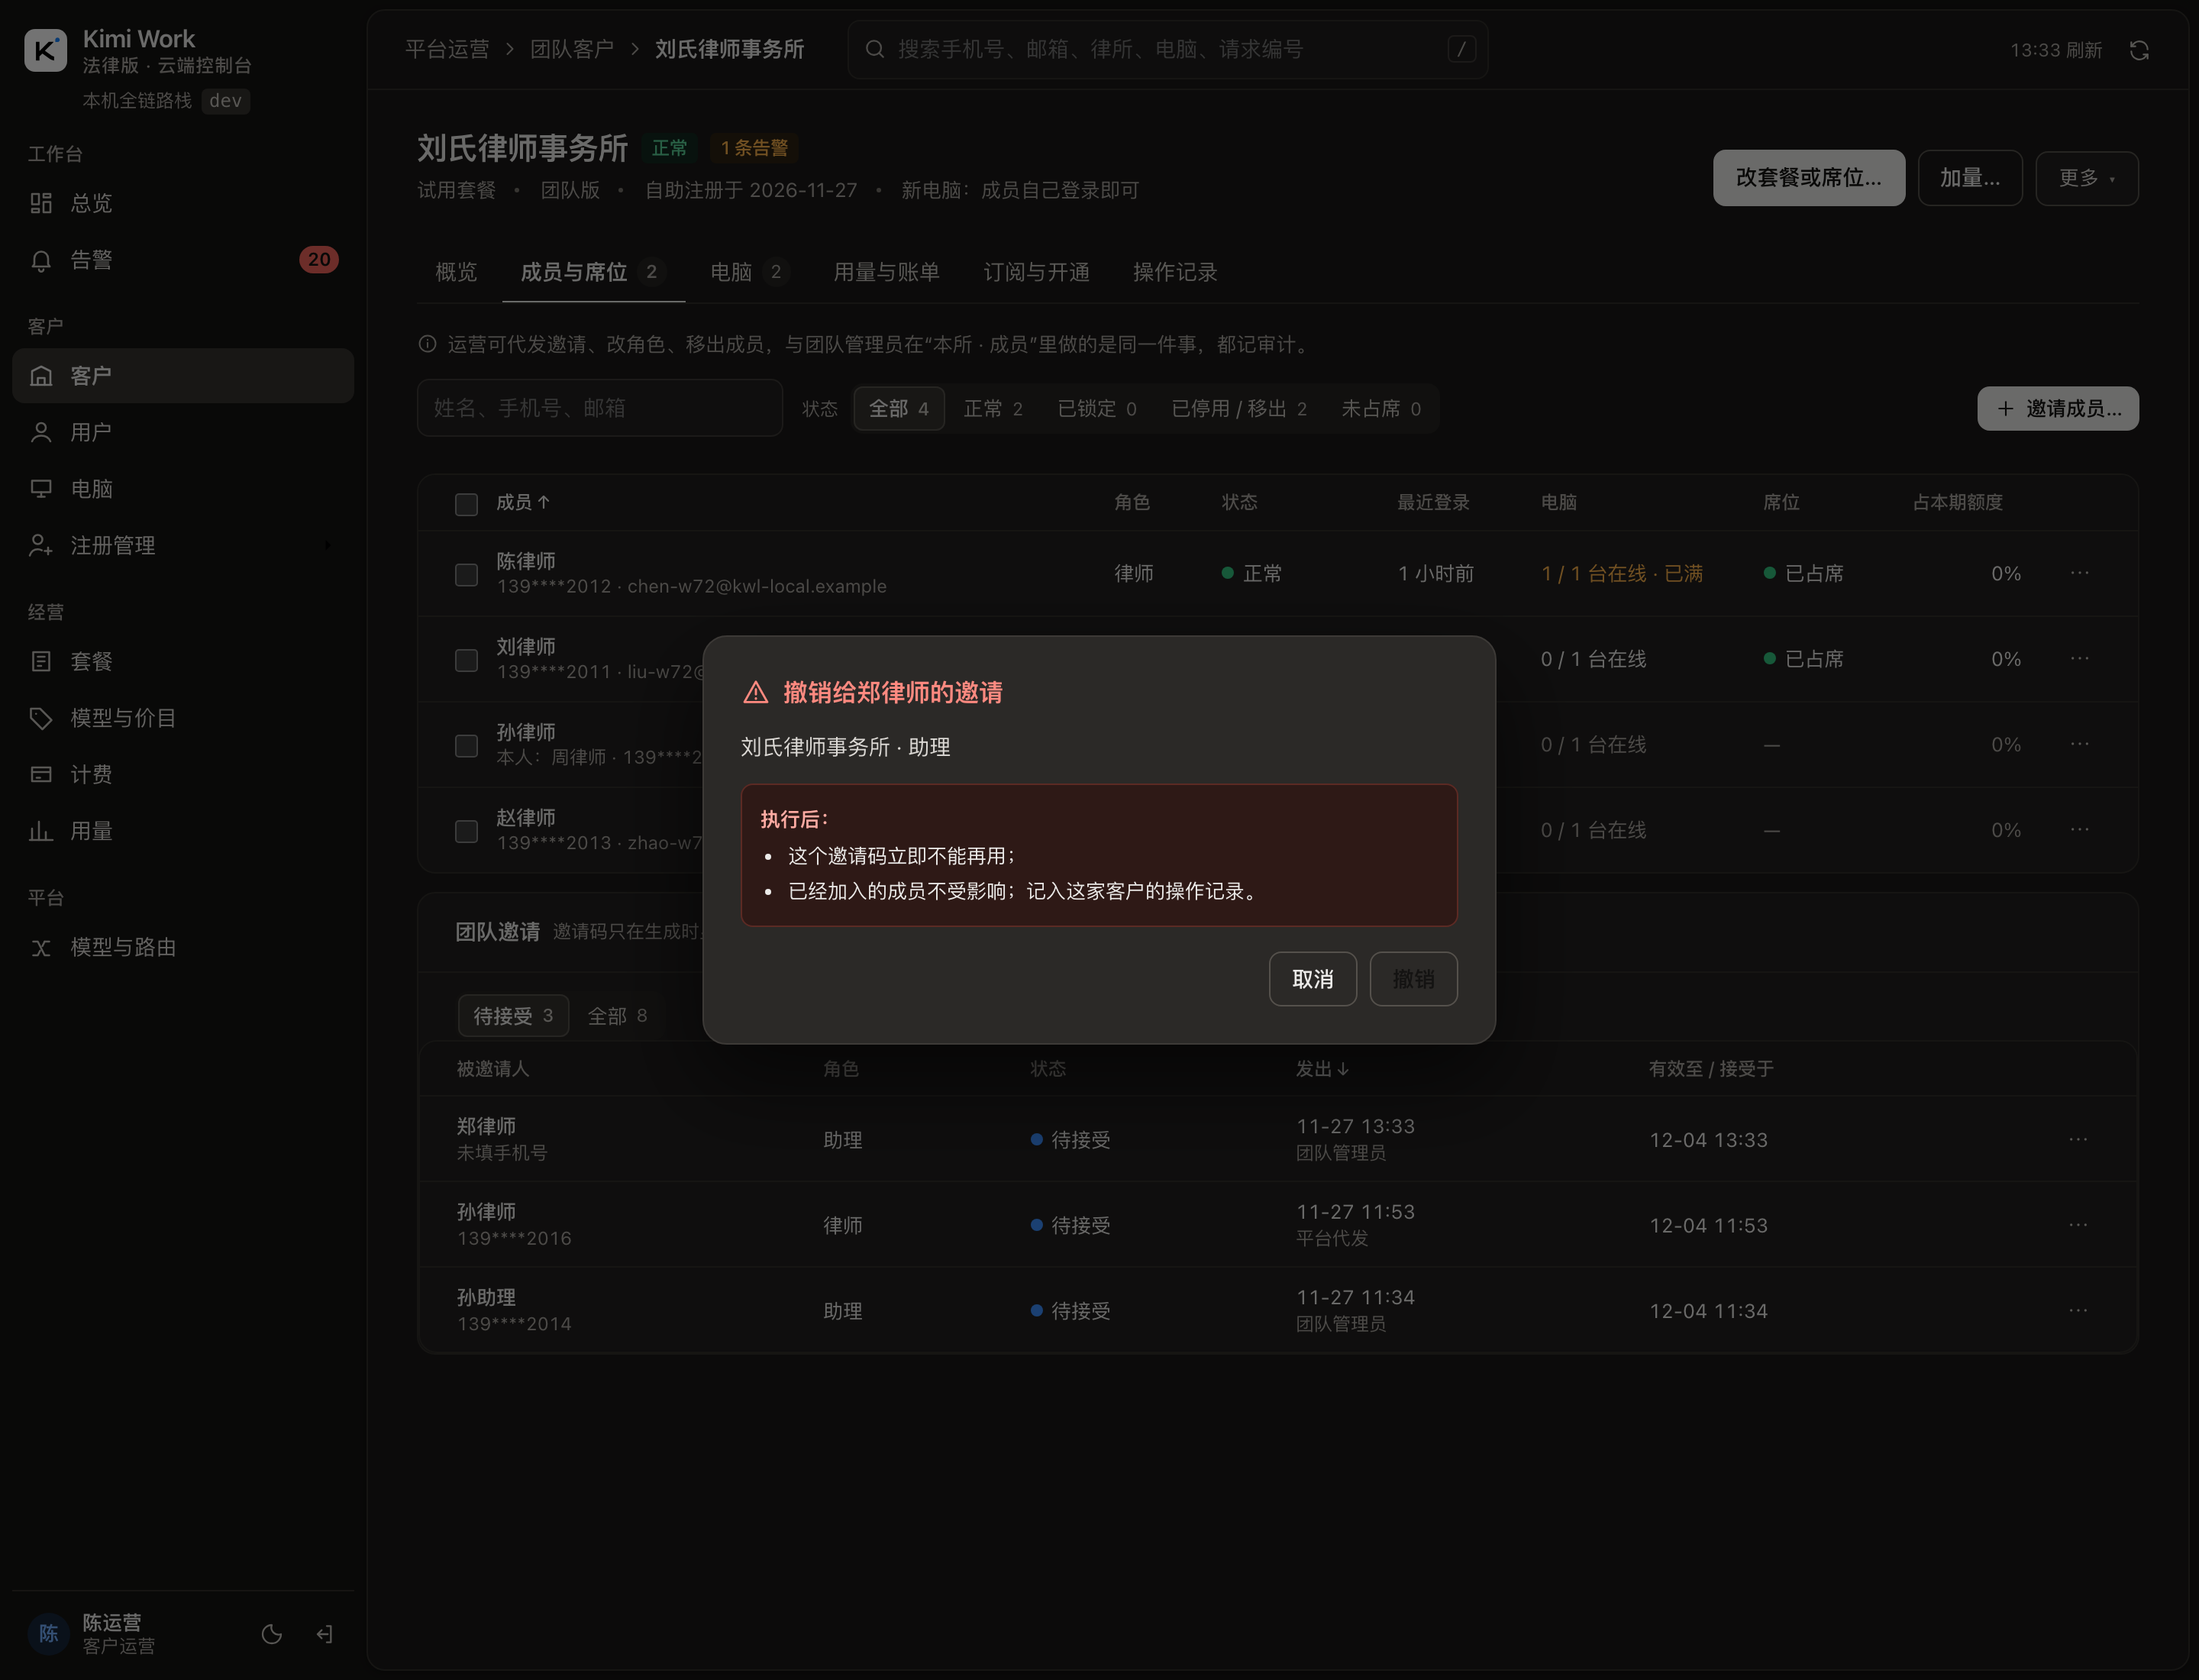 Kimi Work
法律版 · 云端控制台
本机全链路栈 dev
工作台
总览
告警 20
客户
客户
用户
电脑
注册管理
经营
套餐
模型与价目
计费
用量
平台
模型与路由
陈 陈运营
客户运营
平台运营 > 团队客户 > 刘氏律师事务所
搜索手机号、邮箱、律所、电脑、请求编号 /
13:33 刷新
刘氏律师事务所 正常 1 条告警
试用套餐 • 团队版 • 自助注册于 2026-11-27 • 新电脑：成员自己登录即可
改套餐或席位... 加量... 更多
概览 成员与席位 2 电脑 2 用量与账单 订阅与开通 操作记录
运营可代发邀请、改角色、移出成员，与团队管理员在“本所 · 成员”里做的是同一件事，都记审计。
姓名、手机号、邮箱 状态 全部 4 正常 2 已锁定 0 已停用 / 移出 2 未占席 0 + 邀请成员...
成员 ↑ 角色 状态 最近登录 电脑 席位 占本期额度
陈律师
139****2012 · chen-w72@kwl-local.example
律师 正常 1 小时前 1 / 1 台在线 · 已满 已占席 0% ...
刘律师
139****2011 · liu-w72@
0 / 1 台在线 已占席 0% ...
孙律师
本人：周律师 · 139****2
0 / 1 台在线 — 0% ...
赵律师
139****2013 · zhao-w7
0 / 1 台在线 — 0% ...
撤销给郑律师的邀请
刘氏律师事务所 · 助理
执行后：
• 这个邀请码立即不能再用；
• 已经加入的成员不受影响；记入这家客户的操作记录。
取消 撤销
团队邀请 邀请码只在生成时
待接受 3 全部 8
被邀请人 角色 状态 发出 ↓ 有效至 / 接受于
郑律师
未填手机号
助理 待接受 11-27 13:33
团队管理员
12-04 13:33 ...
孙律师
139****2016
律师 待接受 11-27 11:53
平台代发
12-04 11:53 ...
孙助理
139****2014
助理 待接受 11-27 11:34
团队管理员
12-04 11:34 ...